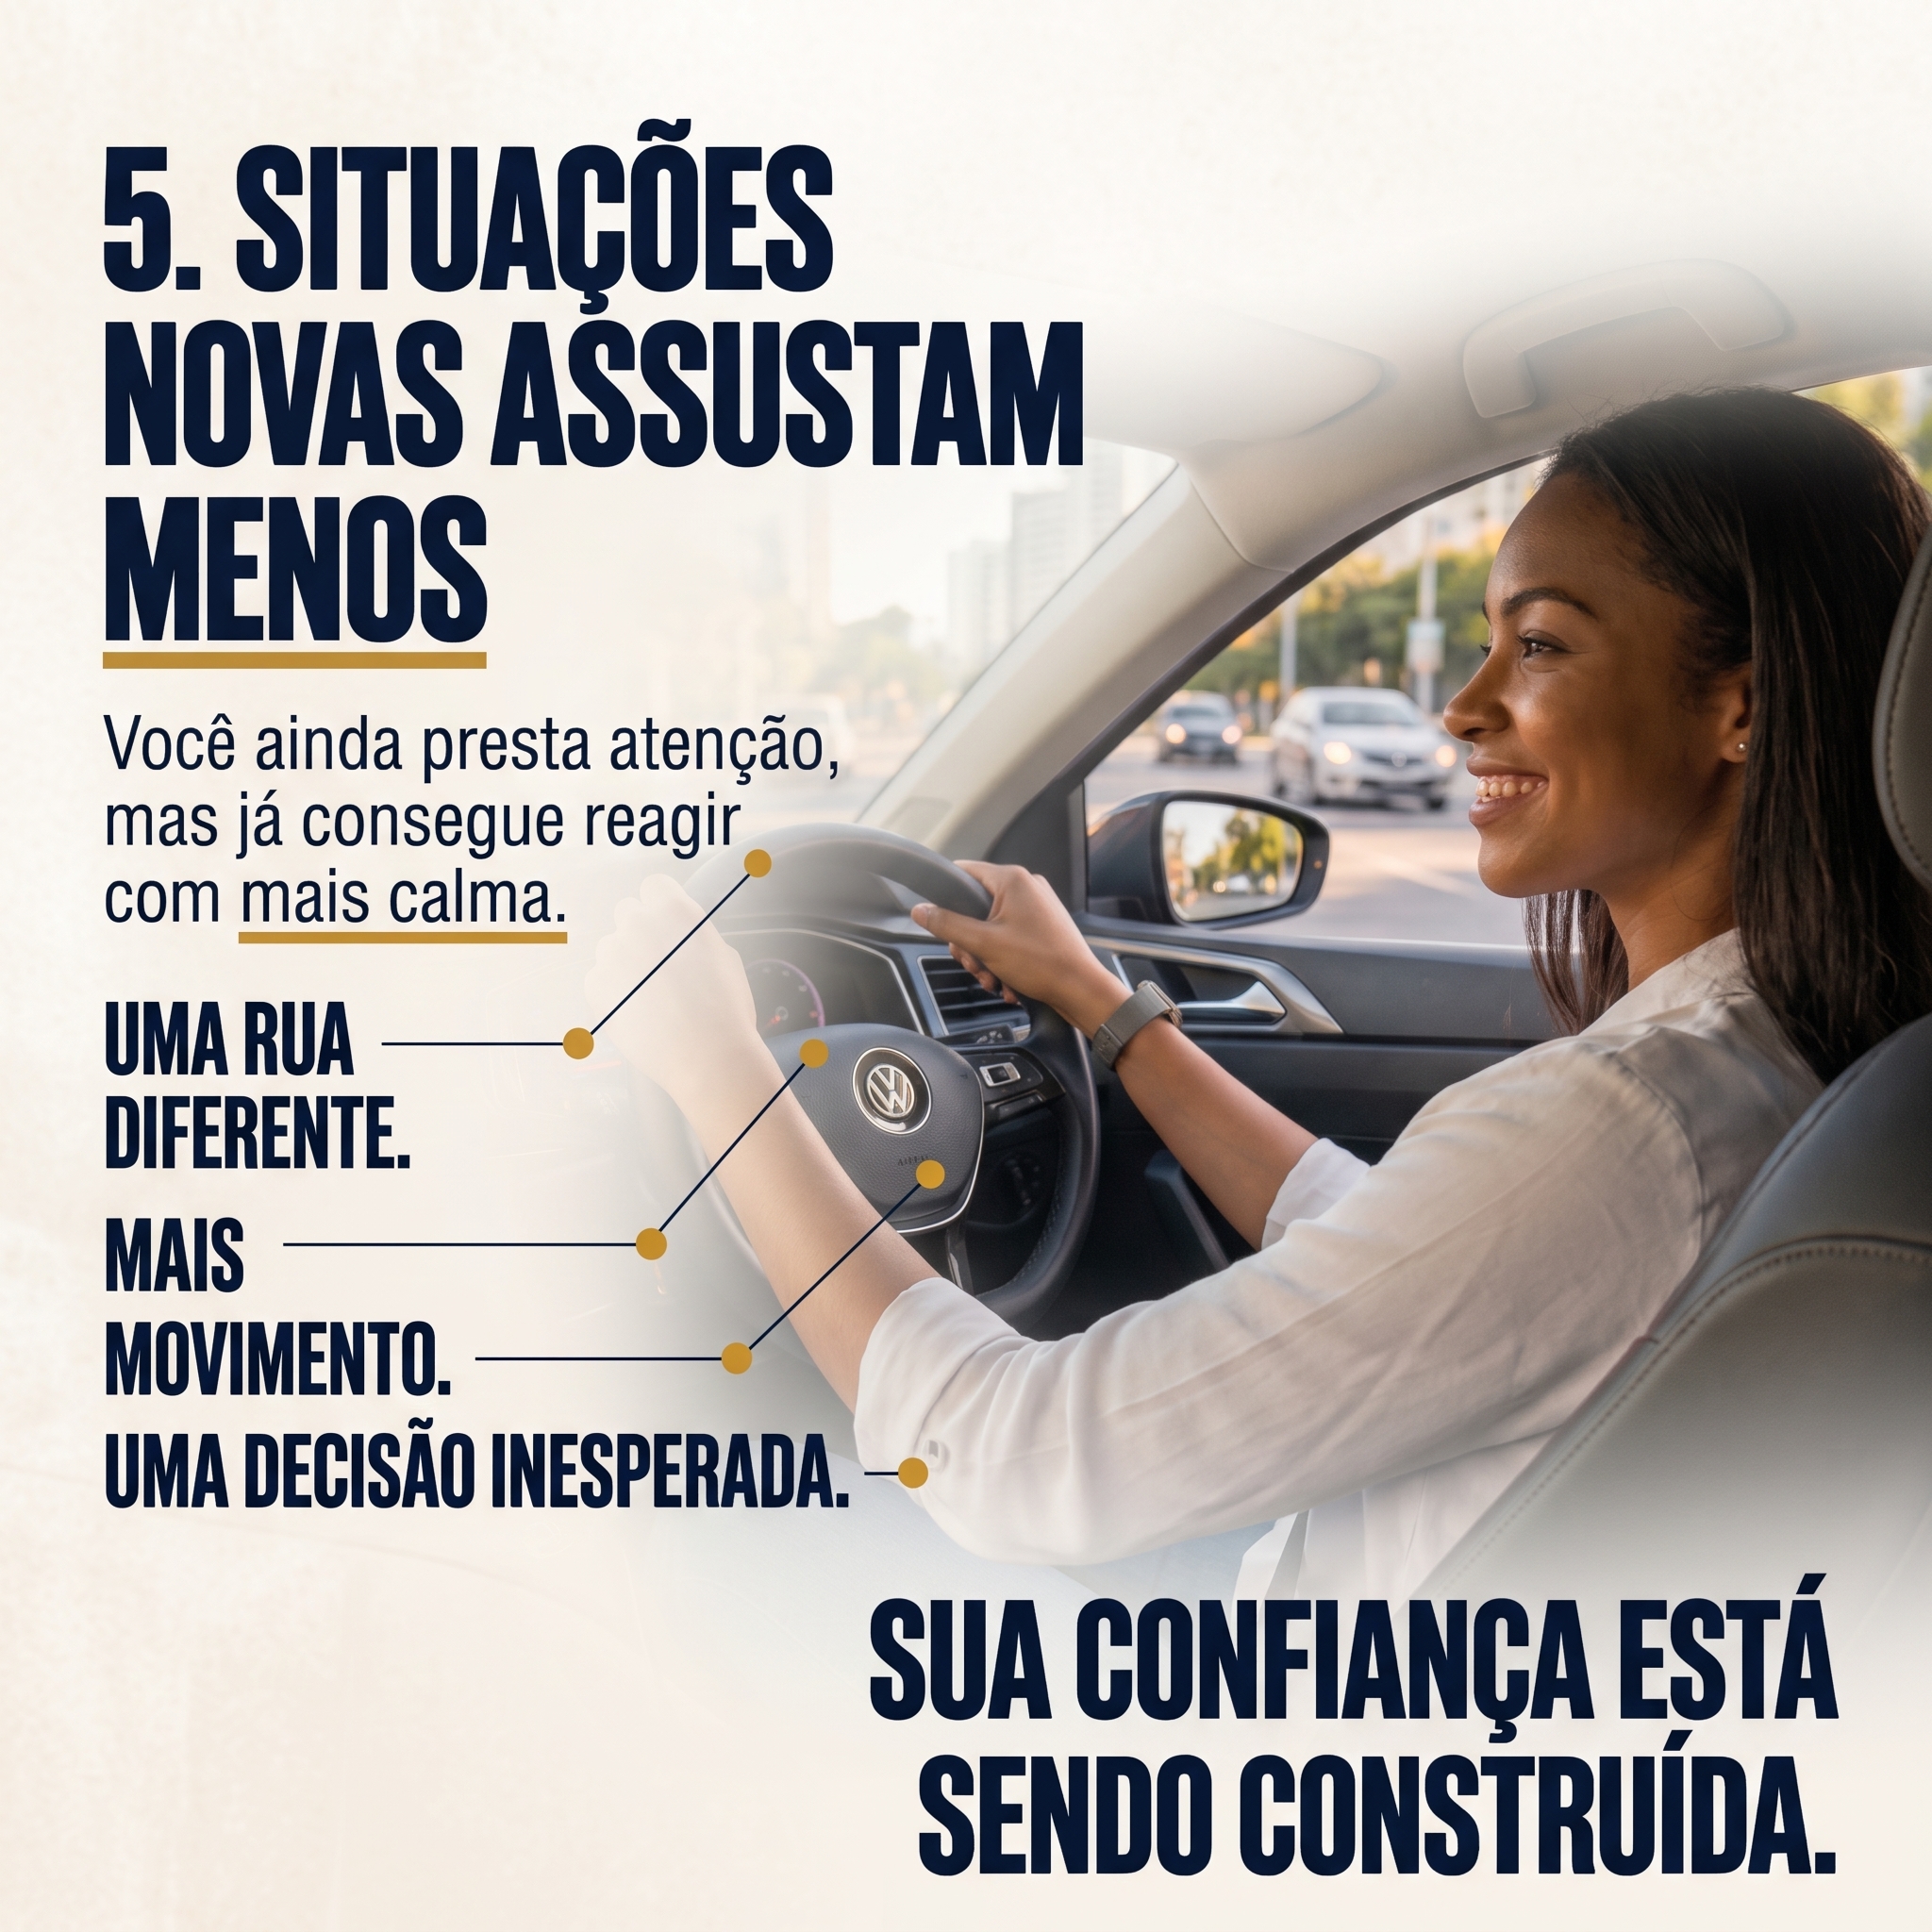 5. SITUAÇÕES
NOVAS ASSUSTAM
MENOS
Você ainda presta atenção,
mas já consegue reagir
com mais calma.
UMA RUA
DIFERENTE.
MAIS
MOVIMENTO.
UMA DECISÃO INESPERADA.
SUA CONFIANÇA ESTÁ
SENDO CONSTRUÍDA.